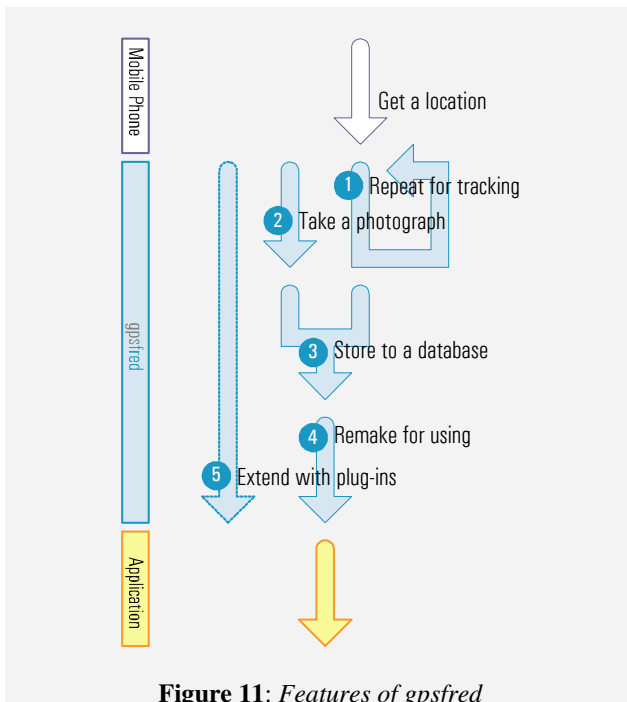 Mobile Phone
Get a location
1 Repeat for tracking
2 Take a photograph
gpsfred
3 Store to a database
4 Remake for using
5 Extend with plug-ins
Application
Figure 11: Features of gpsfred